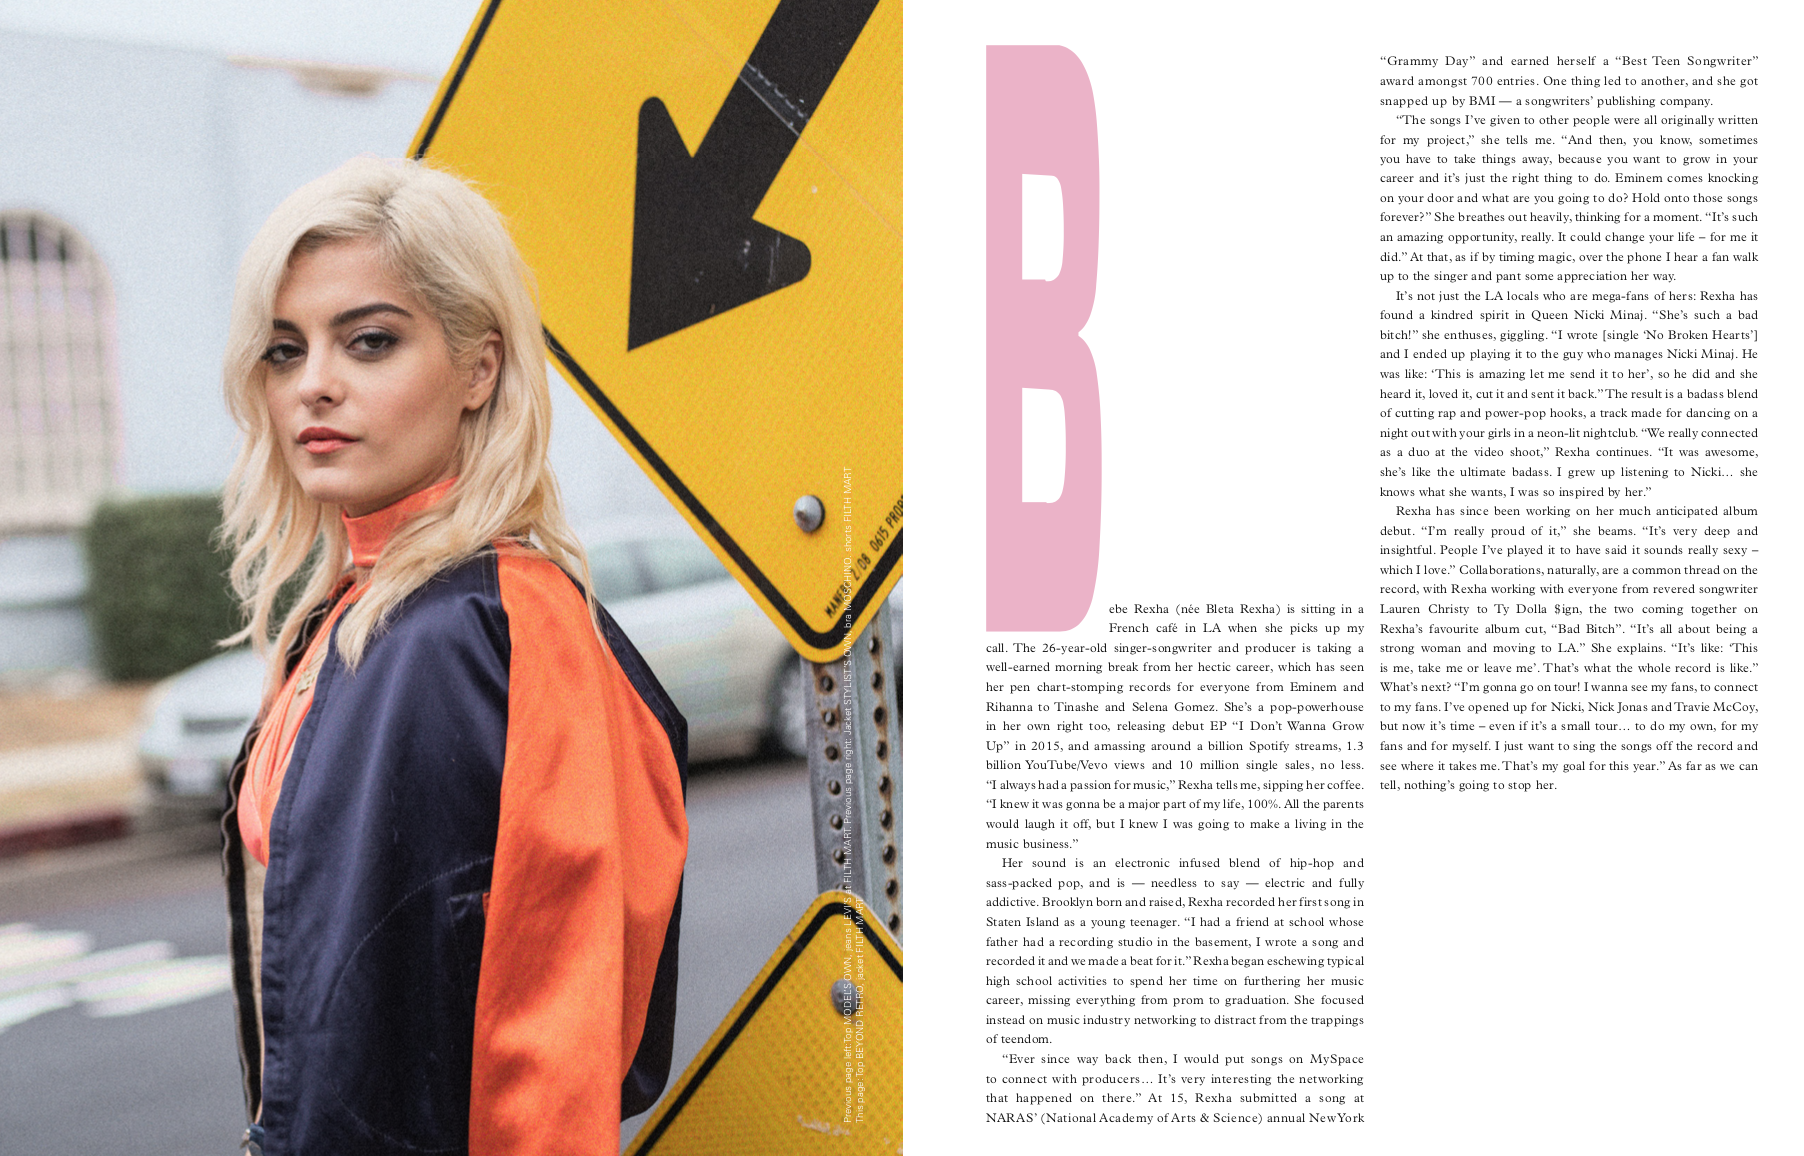 MANF 2/08 0615 PROP
Previous page left: Top MODEL'S OWN, jeans LEVI'S at FILTH MART. Previous page right: Jacket STYLIST'S OWN, bra MOSCHINO, shorts FILTH MART
This page: Top BEYOND RETRO, jacket FILTH MART
B
ebe Rexha (née Bleta Rexha) is sitting in a
French café in LA when she picks up my
call. The 26-year-old singer-songwriter and producer is taking a
well-earned morning break from her hectic career, which has seen
her pen chart-stomping records for everyone from Eminem and
Rihanna to Tinashe and Selena Gomez. She's a pop-powerhouse
in her own right too, releasing debut EP “I Don't Wanna Grow
Up” in 2015, and amassing around a billion Spotify streams, 1.3
billion YouTube/Vevo views and 10 million single sales, no less.
“I always had a passion for music,” Rexha tells me, sipping her coffee.
“I knew it was gonna be a major part of my life, 100%. All the parents
would laugh it off, but I knew I was going to make a living in the
music business.”
Her sound is an electronic infused blend of hip-hop and
sass-packed pop, and is — needless to say — electric and fully
addictive. Brooklyn born and raised, Rexha recorded her first song in
Staten Island as a young teenager. “I had a friend at school whose
father had a recording studio in the basement, I wrote a song and
recorded it and we made a beat for it.” Rexha began eschewing typical
high school activities to spend her time on furthering her music
career, missing everything from prom to graduation. She focused
instead on music industry networking to distract from the trappings
of teendom.
“Ever since way back then, I would put songs on MySpace
to connect with producers… It's very interesting the networking
that happened on there.” At 15, Rexha submitted a song at
NARAS' (National Academy of Arts & Science) annual New York
“Grammy Day” and earned herself a “Best Teen Songwriter”
award amongst 700 entries. One thing led to another, and she got
snapped up by BMI — a songwriters' publishing company.
“The songs I've given to other people were all originally written
for my project,” she tells me. “And then, you know, sometimes
you have to take things away, because you want to grow in your
career and it's just the right thing to do. Eminem comes knocking
on your door and what are you going to do? Hold onto those songs
forever?” She breathes out heavily, thinking for a moment. “It's such
an amazing opportunity, really. It could change your life – for me it
did.” At that, as if by timing magic, over the phone I hear a fan walk
up to the singer and pant some appreciation her way.
It's not just the LA locals who are mega-fans of hers: Rexha has
found a kindred spirit in Queen Nicki Minaj. “She's such a bad
bitch!” she enthuses, giggling. “I wrote [single ‘No Broken Hearts’]
and I ended up playing it to the guy who manages Nicki Minaj. He
was like: ‘This is amazing let me send it to her’, so he did and she
heard it, loved it, cut it and sent it back.” The result is a badass blend
of cutting rap and power-pop hooks, a track made for dancing on a
night out with your girls in a neon-lit nightclub. “We really connected
as a duo at the video shoot,” Rexha continues. “It was awesome,
she's like the ultimate badass. I grew up listening to Nicki… she
knows what she wants, I was so inspired by her.”
Rexha has since been working on her much anticipated album
debut. “I'm really proud of it,” she beams. “It's very deep and
insightful. People I've played it to have said it sounds really sexy –
which I love.” Collaborations, naturally, are a common thread on the
record, with Rexha working with everyone from revered songwriter
Lauren Christy to Ty Dolla $ign, the two coming together on
Rexha's favourite album cut, “Bad Bitch”. “It's all about being a
strong woman and moving to LA.” She explains. “It's like: ‘This
is me, take me or leave me’. That's what the whole record is like.”
What's next? “I'm gonna go on tour! I wanna see my fans, to connect
to my fans. I've opened up for Nicki, Nick Jonas and Travie McCoy,
but now it's time – even if it's a small tour… to do my own, for my
fans and for myself. I just want to sing the songs off the record and
see where it takes me. That's my goal for this year.” As far as we can
tell, nothing's going to stop her.